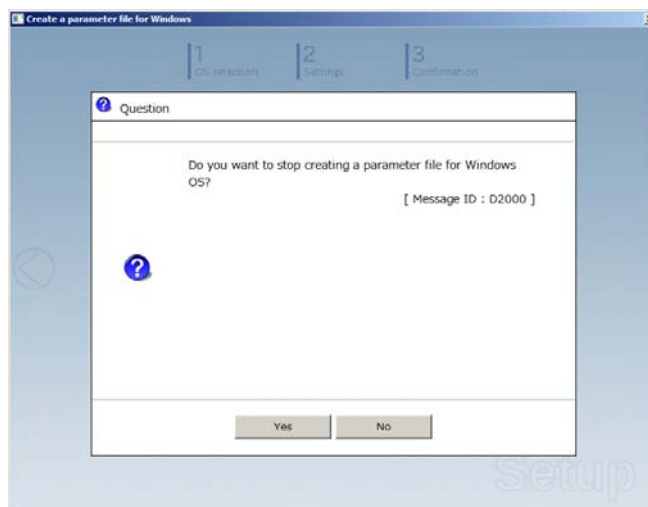 Create a parameter file for Windows
1
2
3
OS selection
Settings
Confirmation
Question
Do you want to stop creating a parameter file for Windows
OS?
[ Message ID : D2000 ]
Yes
No
Setup